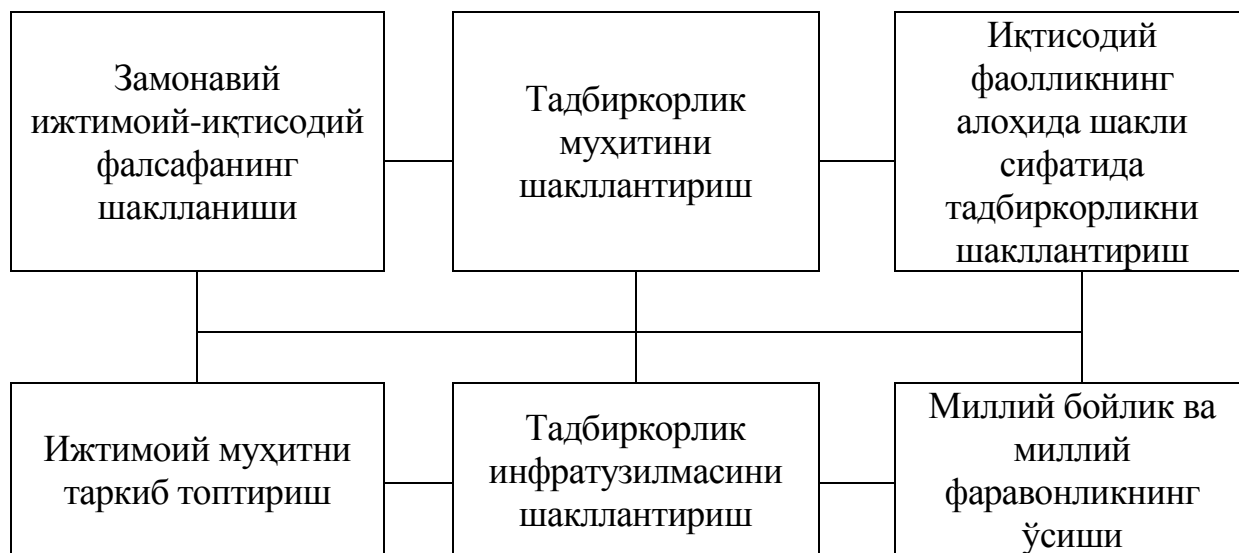 Замонавий
ижтимоий-иқтисодий
фалсафанинг
шаклланиши
Тадбиркорлик
муҳитини
шакллантириш
Иқтисодий
фаолликнинг
алоҳида шакли
сифатида
тадбиркорликни
шакллантириш
Ижтимоий муҳитни
таркиб топтириш
Тадбиркорлик
инфратузилмасини
шакллантириш
Миллий бойлик ва
миллий
фаравонликнинг
ўсиши